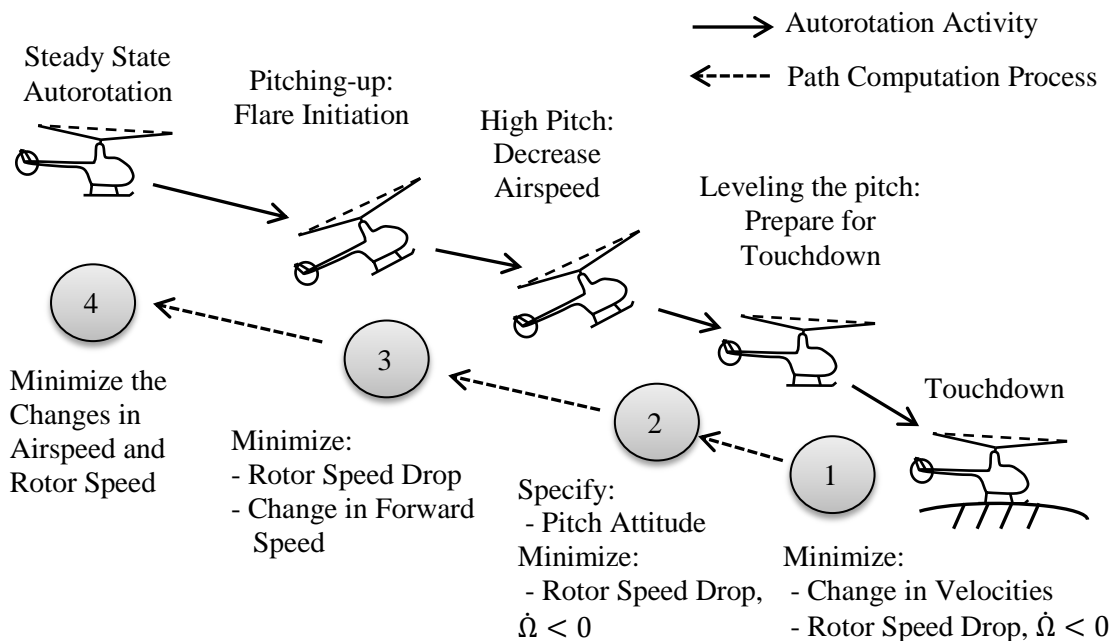 Autorotation Activity
Path Computation Process
Steady State
Autorotation
Pitching-up:
Flare Initiation
High Pitch:
Decrease
Airspeed
Leveling the pitch:
Prepare for
Touchdown
Touchdown
4
3
2
1
Minimize the
Changes in
Airspeed and
Rotor Speed
Minimize:
- Rotor Speed Drop
- Change in Forward
Speed
Specify:
- Pitch Attitude
Minimize:
- Rotor Speed Drop,
Ω̇ < 0
Minimize:
- Change in Velocities
- Rotor Speed Drop, Ω̇ < 0